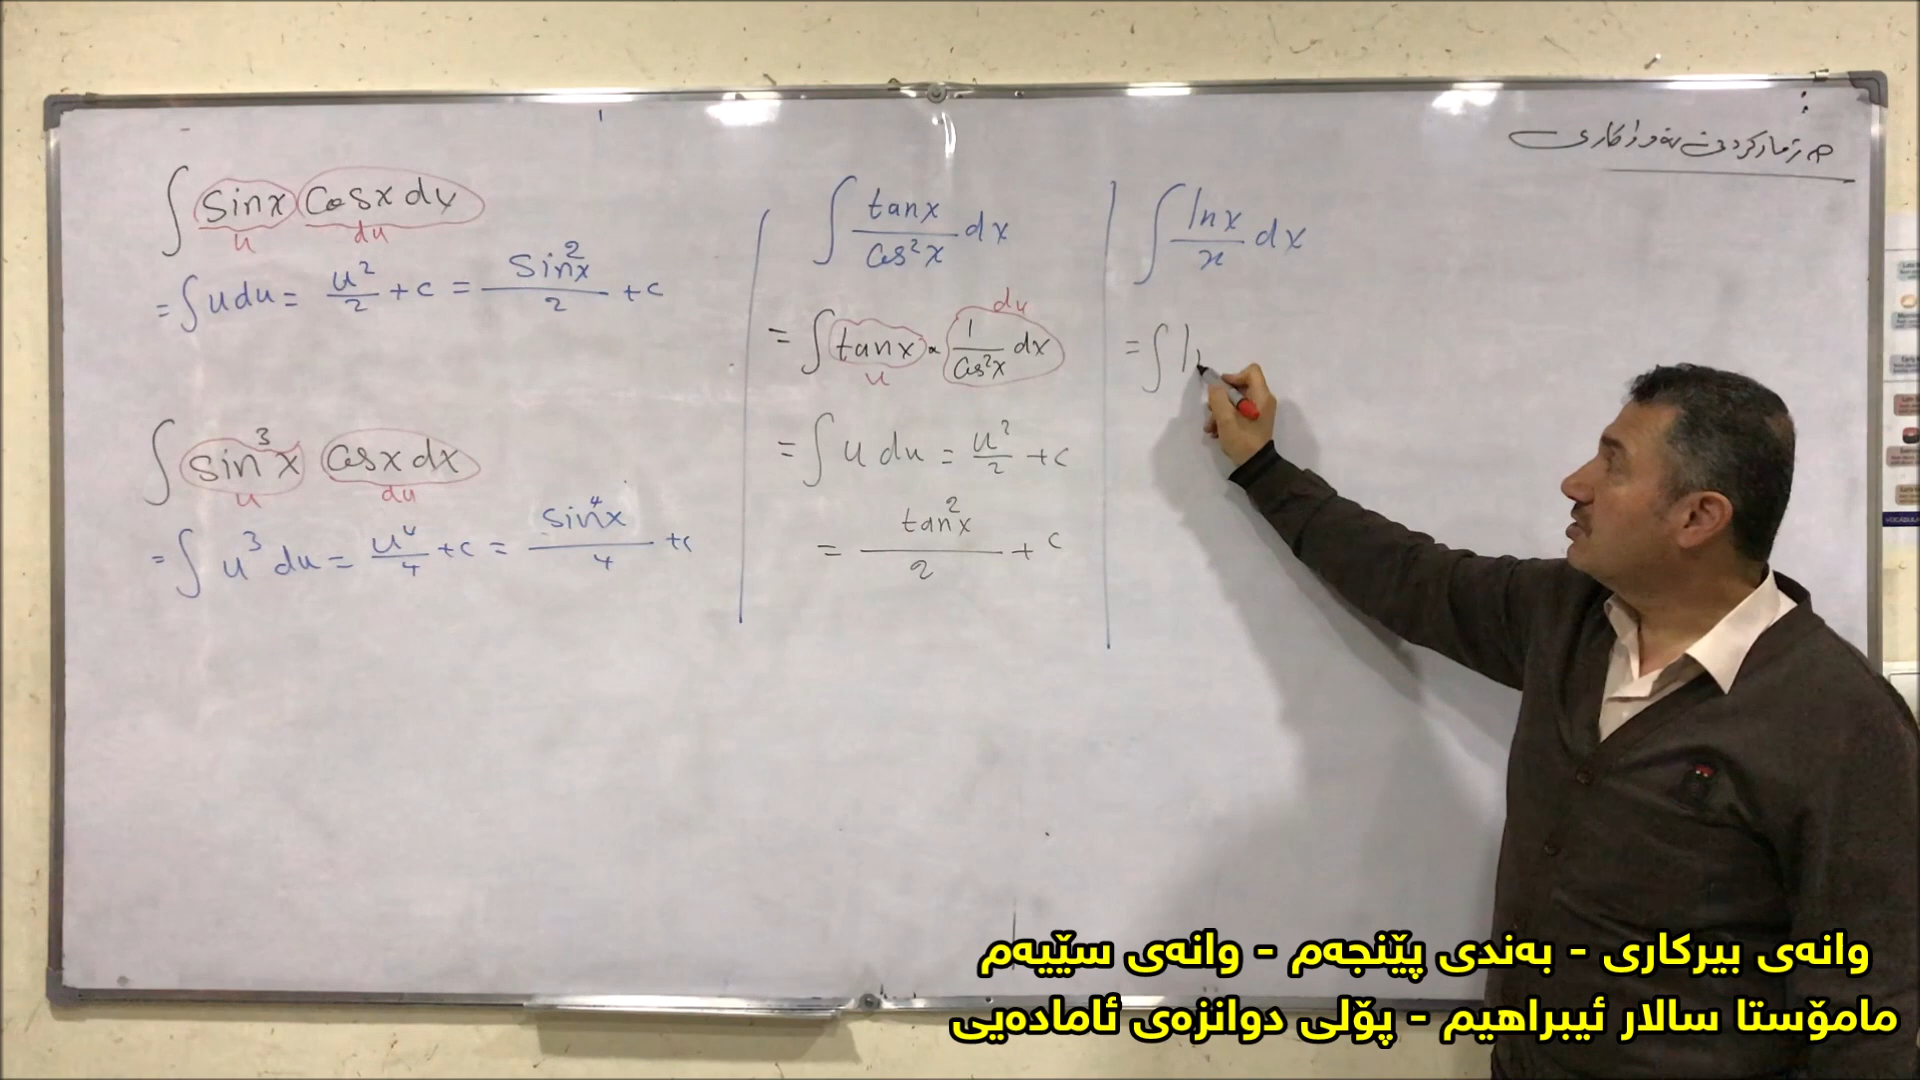 ھەژمارکردنی تەواوکاری
∫ sinx cosx dx
u du
= ∫ u du = u²/2 + c = sin²x/2 + c
∫ sin³x cosx dx
u du
= ∫ u³ du = u⁴/4 + c = sin⁴x/4 + c
∫ tanx/cos²x dx
du
= ∫ tanx · 1/cos²x dx
u
= ∫ u du = u²/2 + c
= tan²x/2 + c
∫ lnx/x dx
= ∫ l
وانەی بیرکاری - بەندی پێنجەم - وانەی سێیەم
مامۆستا سالار ئیبراهیم - پۆلی دوانزەی ئامادەیی